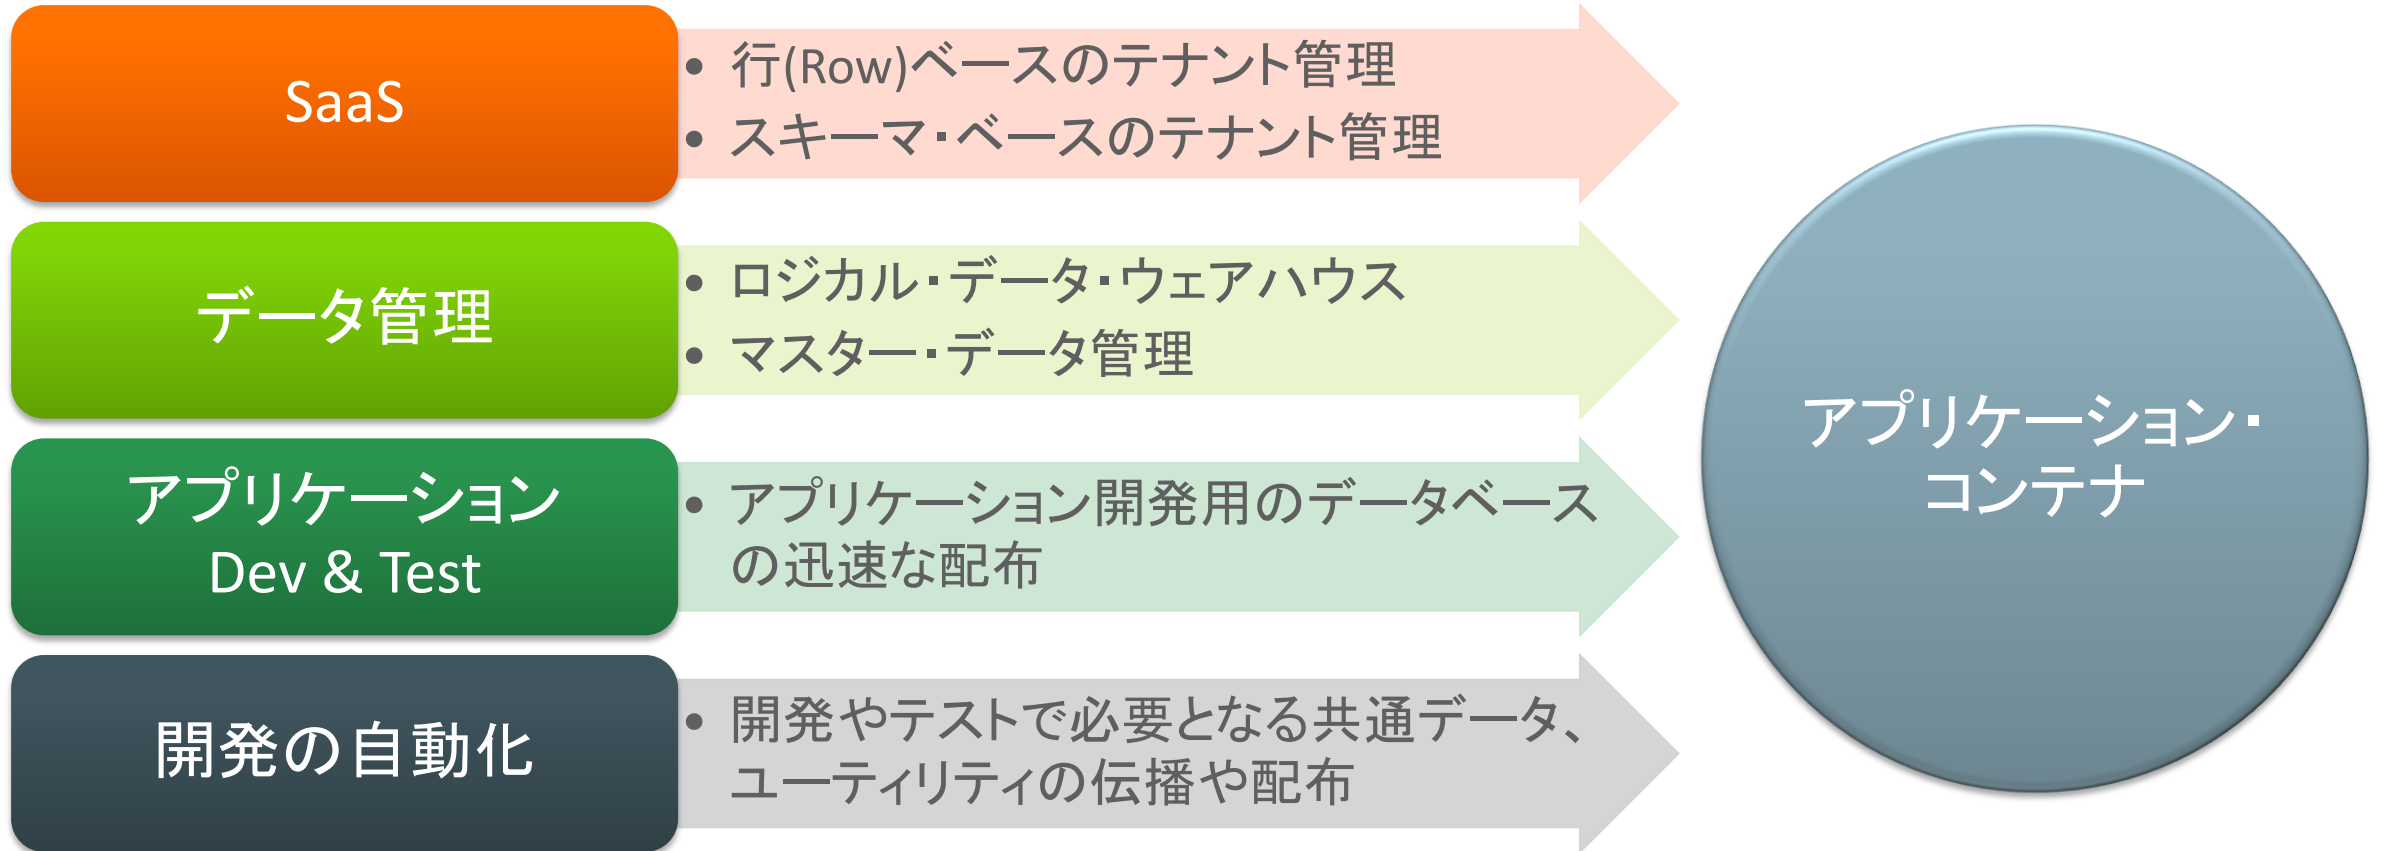 SaaS
• 行(Row)ベースのテナント管理
• スキーマ・ベースのテナント管理
データ管理
• ロジカル・データ・ウェアハウス
• マスター・データ管理
アプリケーション
Dev & Test
• アプリケーション開発用のデータベース
の迅速な配布
開発の自動化
• 開発やテストで必要となる共通データ、
ユーティリティの伝播や配布
アプリケーション・
コンテナ